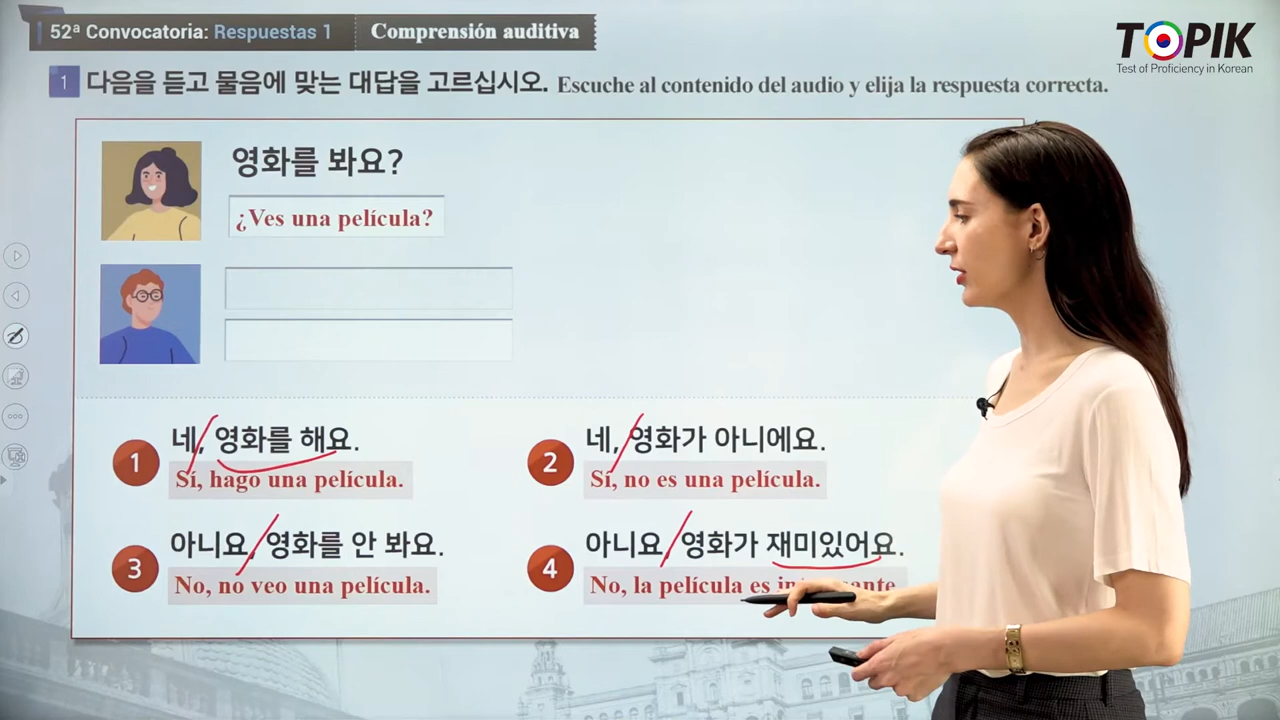 52ª Convocatoria: Respuestas 1
Comprensión auditiva
TOPIK
Test of Proficiency in Korean
1 다음을 듣고 물음에 맞는 대답을 고르십시오. Escuche al contenido del audio y elija la respuesta correcta.
영화를 봐요?
¿Ves una película?
1 네, 영화를 해요.
Sí, hago una película.
2 네, 영화가 아니에요.
Sí, no es una película.
3 아니요, 영화를 안 봐요.
No, no veo una película.
4 아니요, 영화가 재미있어요.
No, la película es